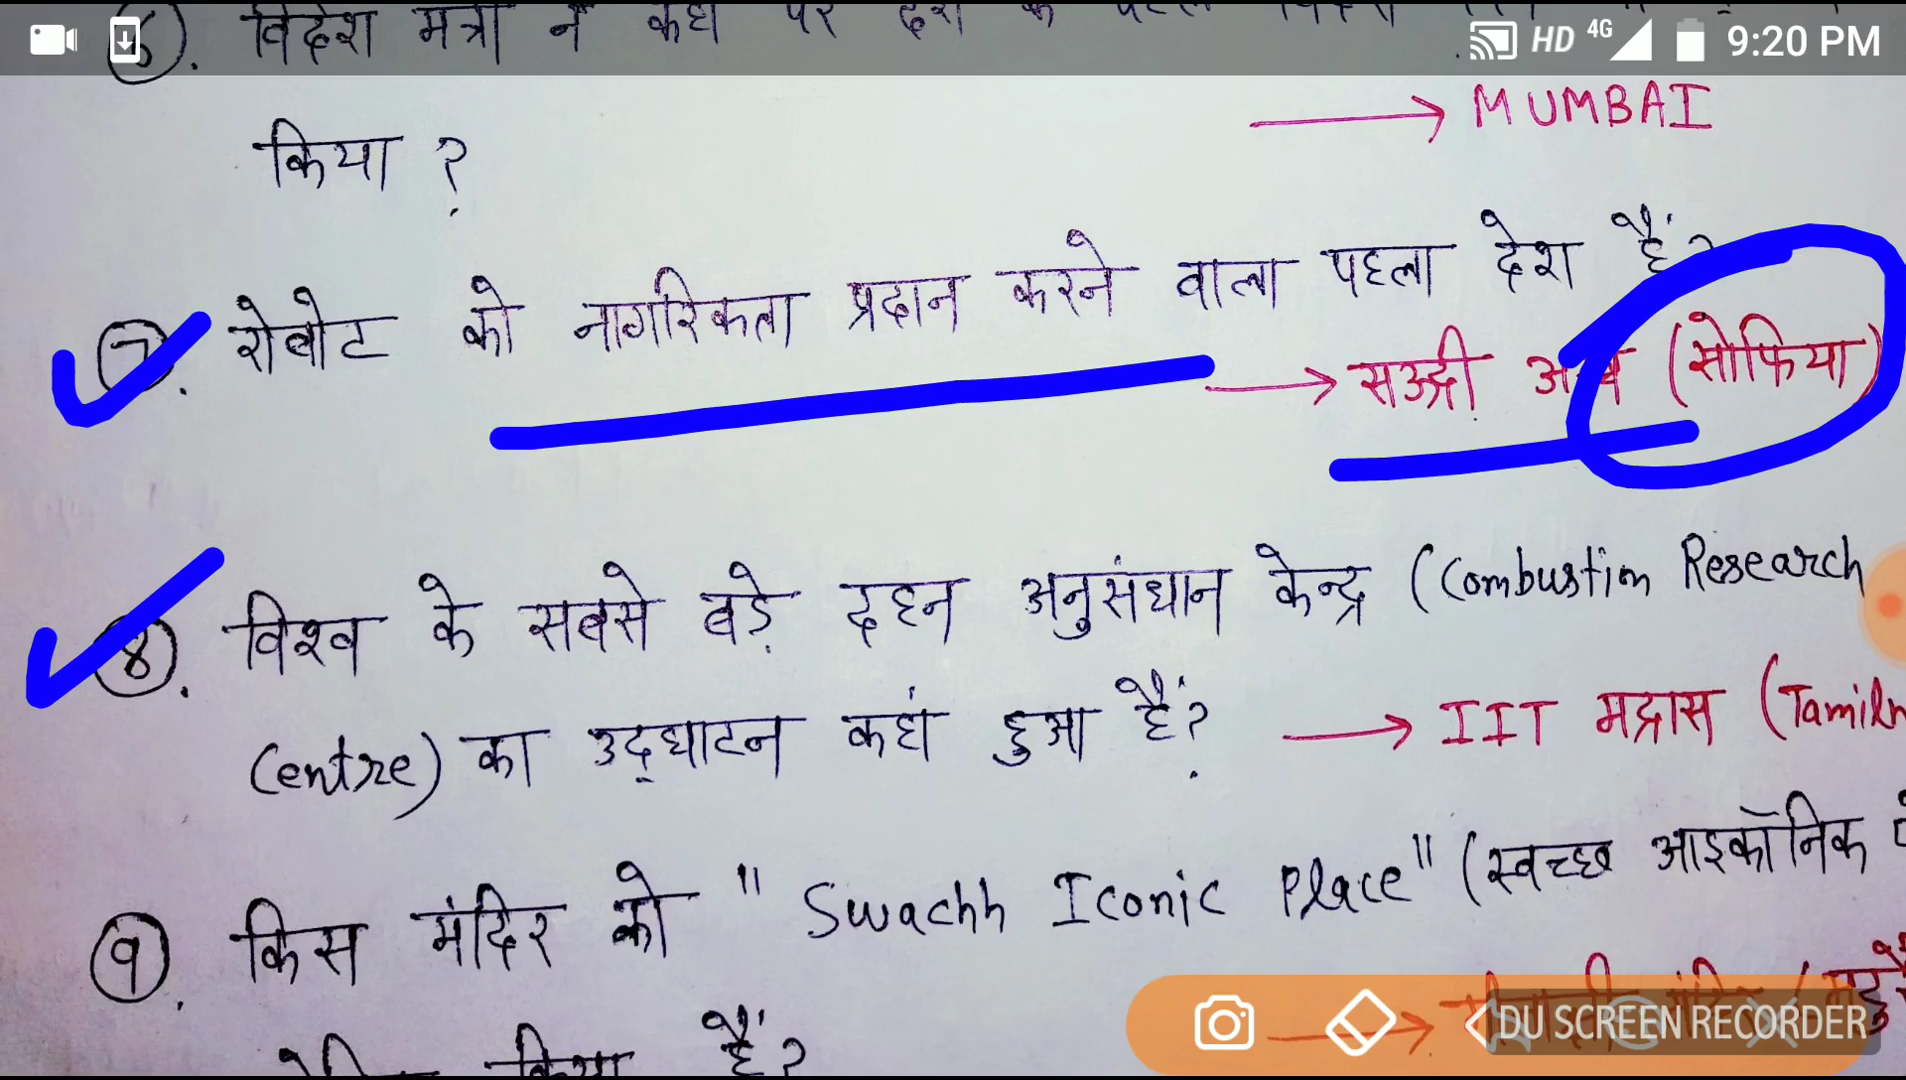 HD 4G 9:20 PM
6. विदेश मंत्री ने कहां पर देश के
→ MUMBAI
किया ?
7. रोबोट को नागरिकता प्रदान करने वाला पहला देश हैं?
→ सऊदी अरब (सोफिया)
8. विश्व के सबसे बड़े दहन अनुसंधान केन्द्र (Combustion Research
Centre) का उद्घाटन कहां हुआ हैं? → IIT मद्रास (Tamiln
9. किस मंदिर को "Swachh Iconic Place" (स्वच्छ आइकॉनिक
→ मंदिर
DU SCREEN RECORDER
किया हैं?